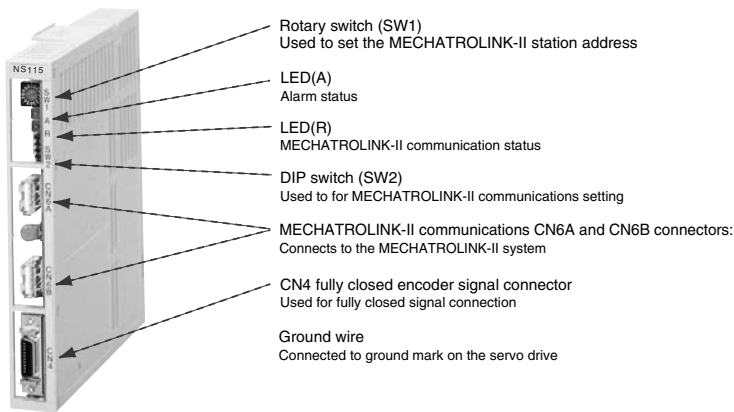 NS115
SW1
A
R
SW2
CN6A
CN6B
CN4
Rotary switch (SW1)
Used to set the MECHATROLINK-II station address
LED(A)
Alarm status
LED(R)
MECHATROLINK-II communication status
DIP switch (SW2)
Used to for MECHATROLINK-II communications setting
MECHATROLINK-II communications CN6A and CN6B connectors:
Connects to the MECHATROLINK-II system
CN4 fully closed encoder signal connector
Used for fully closed signal connection
Ground wire
Connected to ground mark on the servo drive